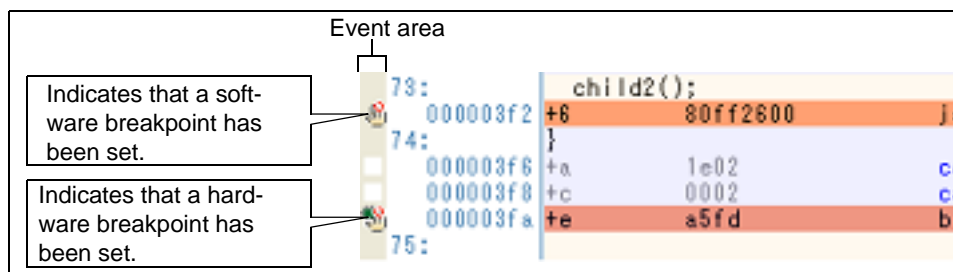 Event area
Indicates that a soft-
ware breakpoint has
been set.
Indicates that a hard-
ware breakpoint has
been set.
73: child2();
000003f2 +6 80ff2600 j
74: }
000003f6 +a 1e02 c
000003f8 +c 0002 c
000003fa +e a5fd b
75: